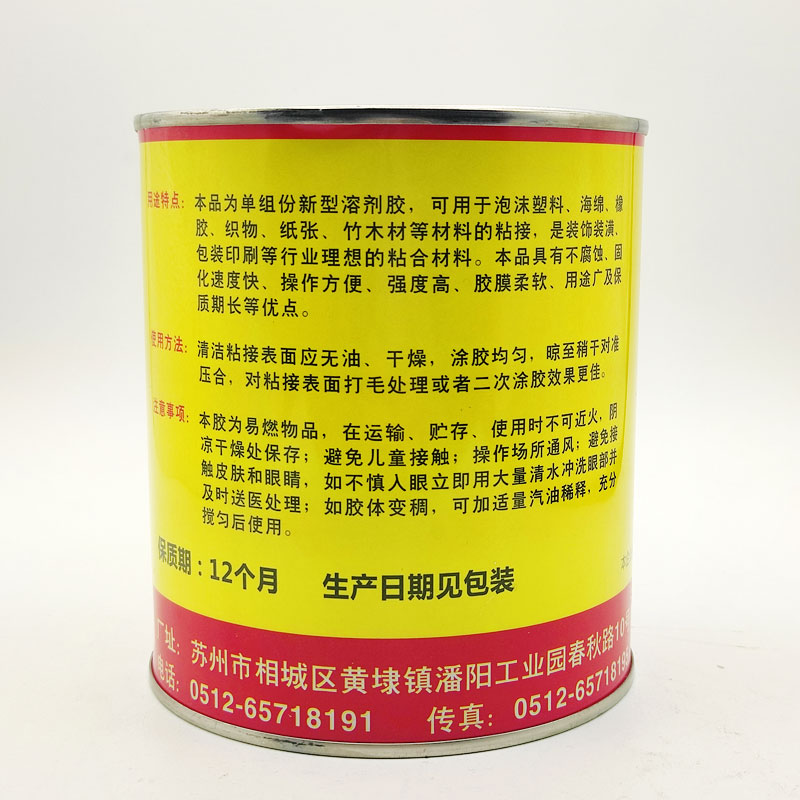 用途特点：本品为单组份新型溶剂胶，可用于泡沫塑料、海绵、橡
胶、织物、纸张、竹木材等材料的粘接，是装饰装潢、
包装印刷等行业理想的粘合材料。本品具有不腐蚀、固
化速度快、操作方便、强度高、胶膜柔软、用途广及保
质期长等优点。
使用方法：清洁粘接表面应无油、干燥，涂胶均匀，晾至稍干对准
压合，对粘接表面打毛处理或者二次涂胶效果更佳。
注意事项：本胶为易燃物品，在运输、贮存、使用时不可近火，阴
凉干燥处保存；避免儿童接触；操作场所通风；避免接
触皮肤和眼睛，如不慎入眼立即用大量清水冲洗眼部并
及时送医处理；如胶体变稠，可加适量汽油稀释，充分
搅匀后使用。
保质期：12个月 生产日期见包装
厂址：苏州市相城区黄埭镇潘阳工业园春秋路10号
电话：0512-65718191 传真：0512-6571819